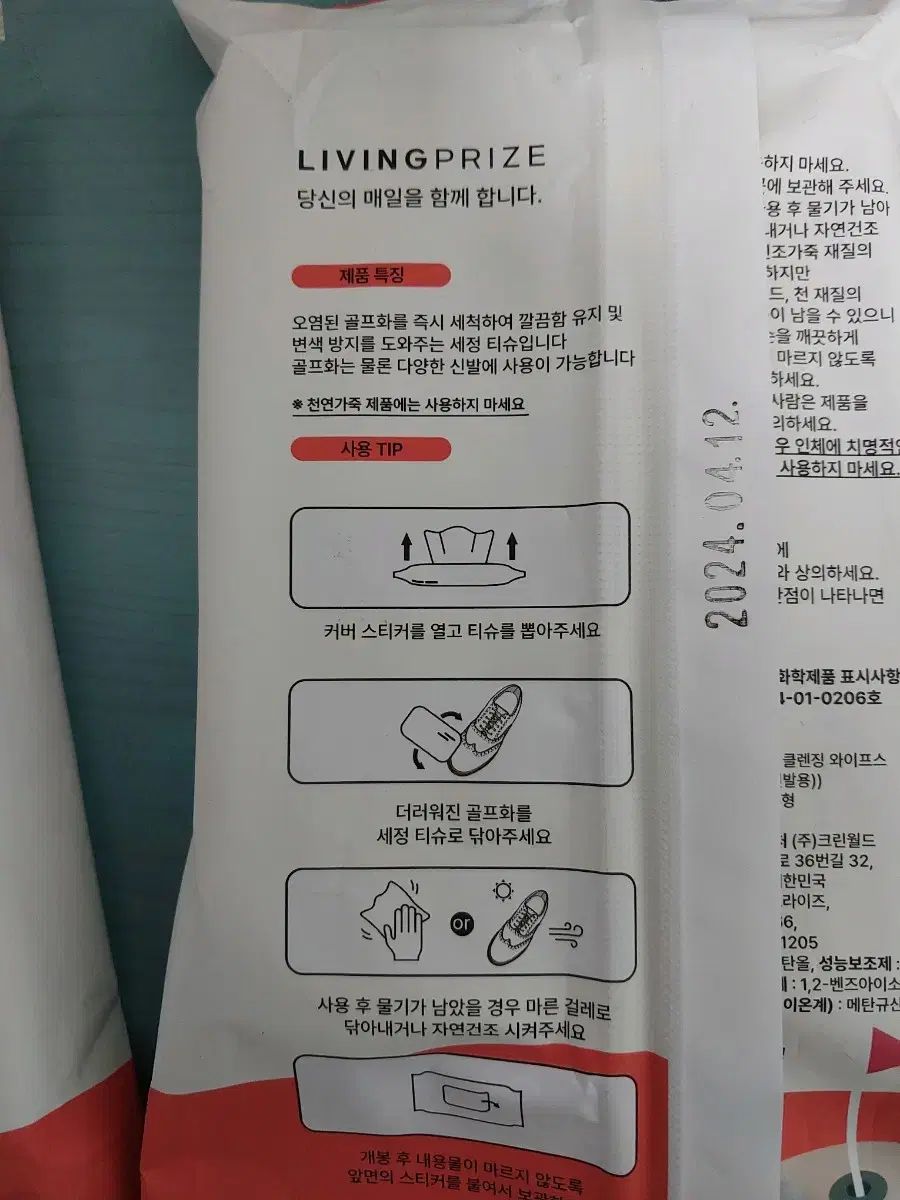 LIVINGPRIZE
당신의 매일을 함께 합니다.
제품 특징
오염된 골프화를 즉시 세척하여 깔끔함 유지 및
변색 방지를 도와주는 세정 티슈입니다
골프화는 물론 다양한 신발에 사용이 가능합니다
※ 천연가죽 제품에는 사용하지 마세요
사용 TIP
커버 스티커를 열고 티슈를 뽑아주세요
더러워진 골프화를
세정 티슈로 닦아주세요
or
사용 후 물기가 남았을 경우 마른 걸레로
닦아내거나 자연건조 시켜주세요
개봉 후 내용물이 마르지 않도록
앞면의 스티커를 붙여서
2024.04.12.
하지 마세요.
에 보관해 주세요.
용 후 물기가 남아
내거나 자연건조
조가죽 재질의
하지만
드, 천 재질의
이 남을 수 있으니
을 깨끗하게
마르지 않도록
하세요.
사람은 제품을
의하세요.
우 인체에 치명적인
사용하지 마세요.
에
와 상의하세요.
반점이 나타나면
화학제품 표시사항
4-01-0206호
클렌징 와이프스
발용))
형
(주)크린월드
로 36번길 32,
한민국
라이즈,
66,
1205
탄올, 성능보조제 :
: 1,2-벤즈아이소
이온계) : 메탄규산